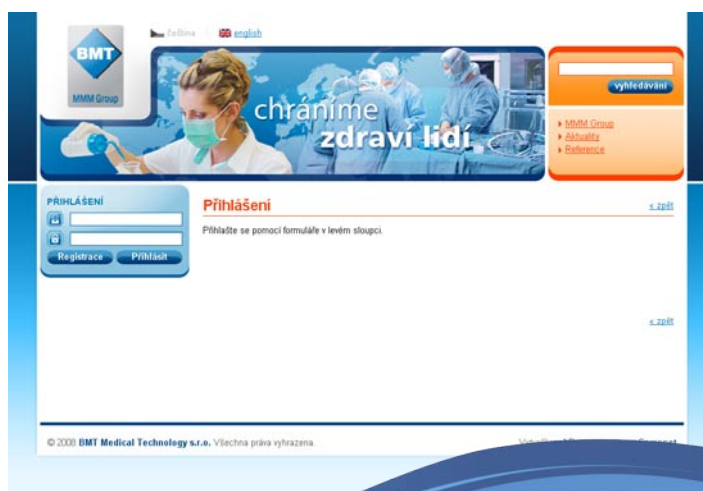 čeština
english
BMT
MMM Group
chráníme
zdraví lidí
vyhledávání
MMM Group
Aktuality
Reference
PŘIHLÁŠENÍ
Registrace
Přihlásit
Přihlášení
< zpět
Přihlašte se pomocí formuláře v levém sloupci.
< zpět
© 2008 BMT Medical Technology s.r.o. Všechna práva vyhrazena.